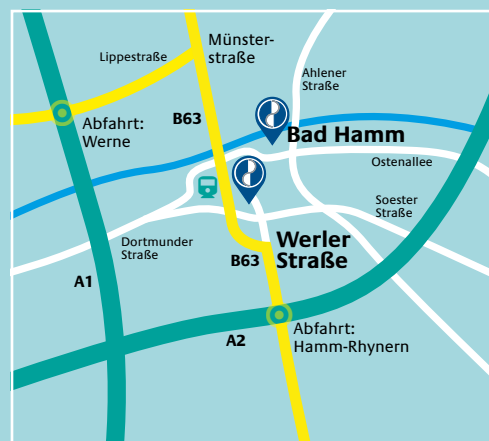 Münster-
straße
Lippestraße
Ahlener
Straße
B63
Abfahrt:
Werne
Bad Hamm
Ostenallee
Soester
Straße
Dortmunder
Straße
Werler
Straße
B63
A1
A2
Abfahrt:
Hamm-Rhynern